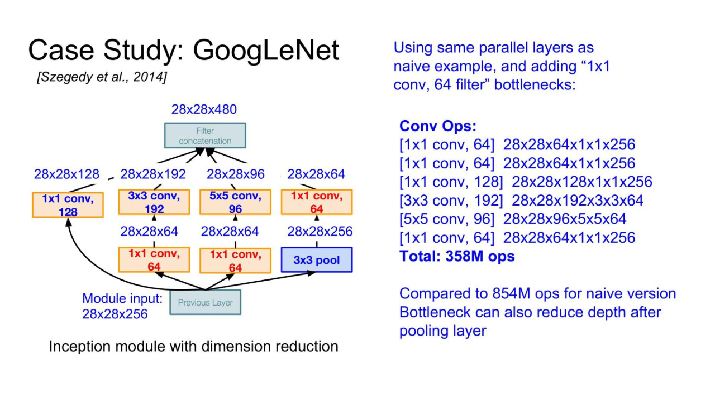 Case Study: GoogLeNet
[Szegedy et al., 2014]
28x28x480
Filter
concatenation
28x28x128 28x28x192 28x28x96 28x28x64
1x1 conv,
128
3x3 conv,
192
5x5 conv,
96
1x1 conv,
64
28x28x64 28x28x64 28x28x256
1x1 conv,
64
1x1 conv,
64
3x3 pool
Module input:
28x28x256
Previous Layer
Inception module with dimension reduction
Using same parallel layers as
naive example, and adding “1x1
conv, 64 filter” bottlenecks:
Conv Ops:
[1x1 conv, 64] 28x28x64x1x1x256
[1x1 conv, 64] 28x28x64x1x1x256
[1x1 conv, 128] 28x28x128x1x1x256
[3x3 conv, 192] 28x28x192x3x3x64
[5x5 conv, 96] 28x28x96x5x5x64
[1x1 conv, 64] 28x28x64x1x1x256
Total: 358M ops
Compared to 854M ops for naive version
Bottleneck can also reduce depth after
pooling layer